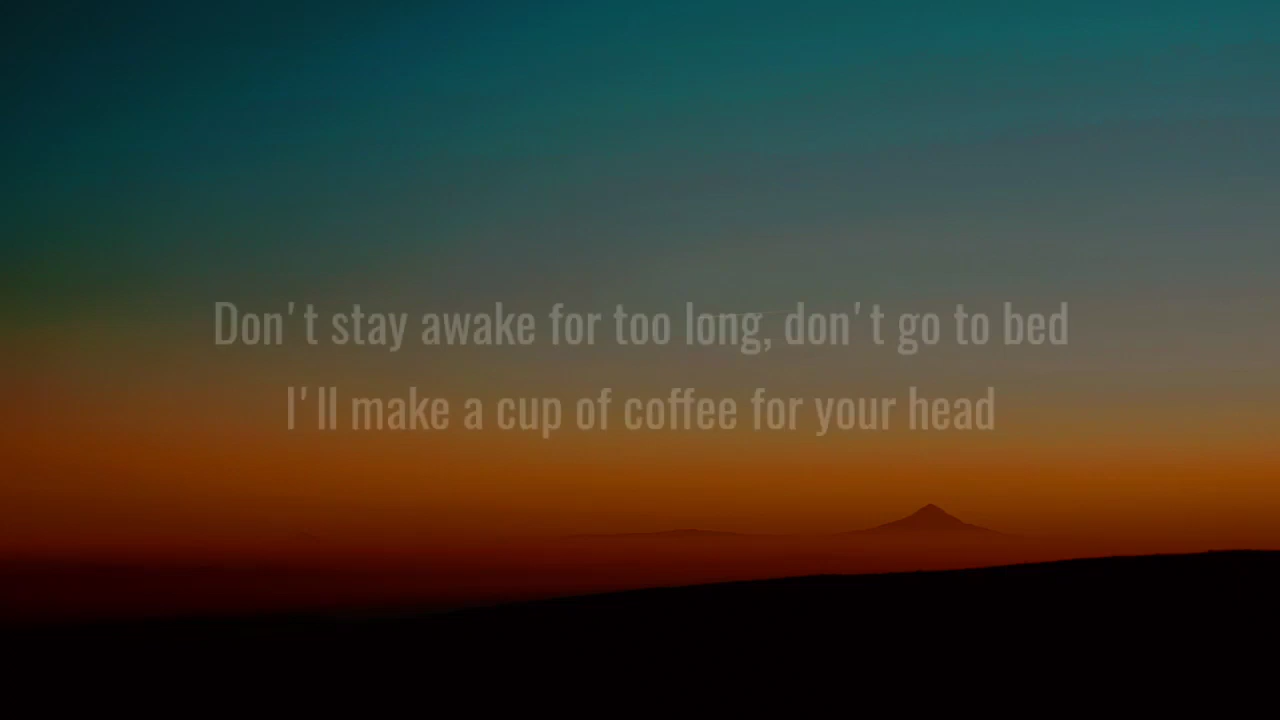 Don't stay awake for too long, don't go to bed
I'll make a cup of coffee for your head